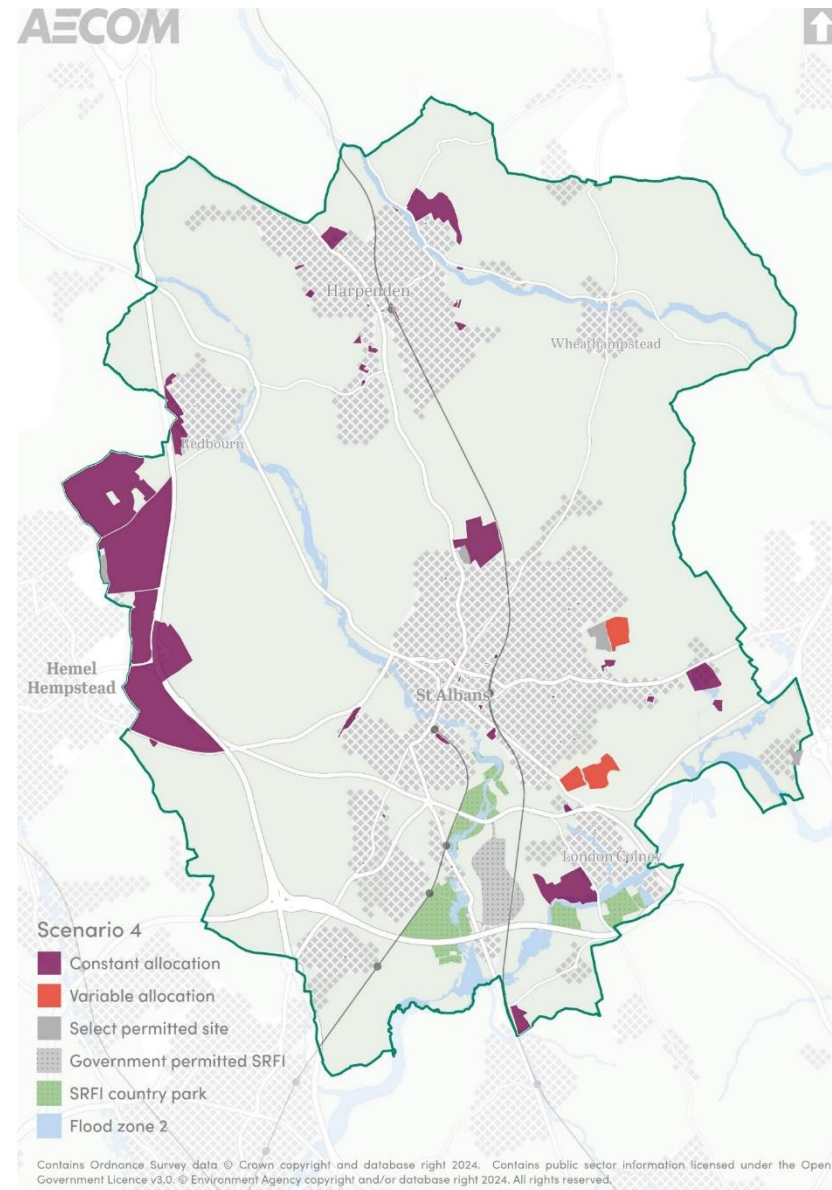 AECOM
Harpenden
Wheathampstead
Redbourn
Hemel
Hempstead
St Albans
London Colney
Scenario 4
Constant allocation
Variable allocation
Select permitted site
Government permitted SRFI
SRFI country park
Flood zone 2
Contains Ordnance Survey data © Crown copyright and database right 2024. Contains public sector information licensed under the Open
Government Licence v3.0. © Environment Agency copyright and/or database right 2024. All rights reserved.